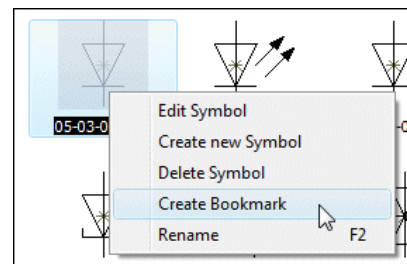 05-03-0
Edit Symbol
Create new Symbol
Delete Symbol
Create Bookmark
Rename F2